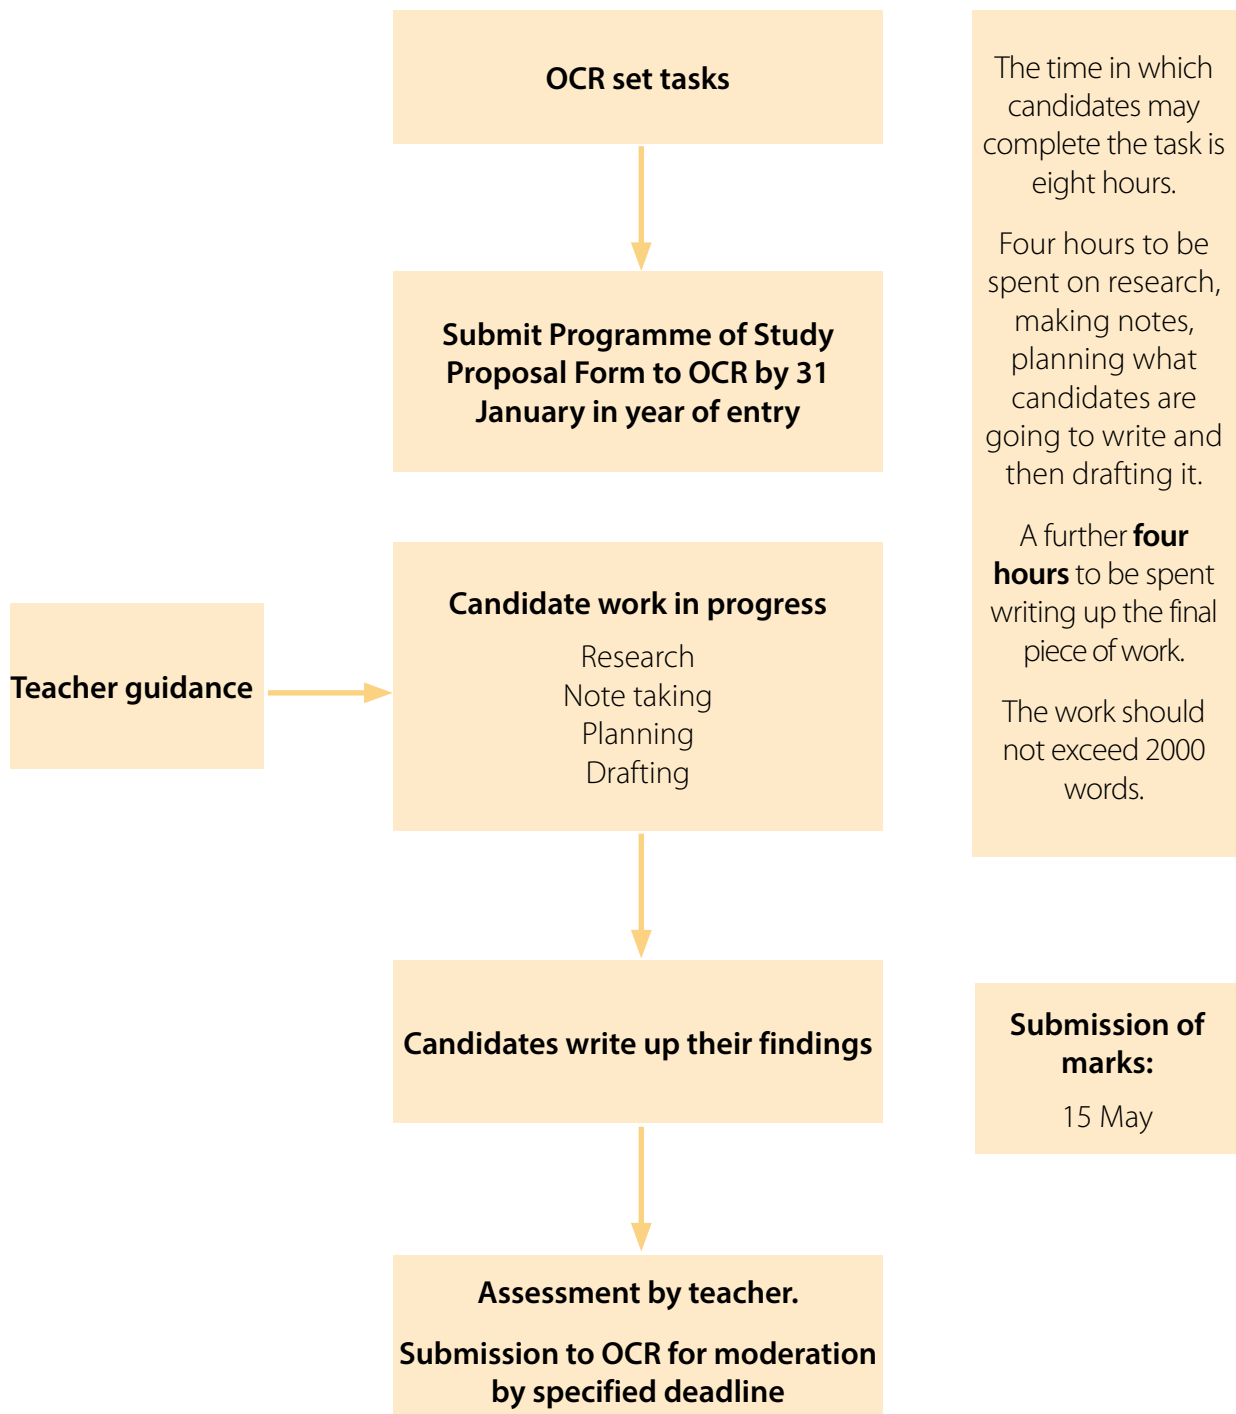 OCR set tasks
Submit Programme of Study
Proposal Form to OCR by 31
January in year of entry
Teacher guidance
Candidate work in progress
Research
Note taking
Planning
Drafting
Candidates write up their findings
Assessment by teacher.
Submission to OCR for moderation
by specified deadline
The time in which
candidates may
complete the task is
eight hours.
Four hours to be
spent on research,
making notes,
planning what
candidates are
going to write and
then drafting it.
A further four
hours to be spent
writing up the final
piece of work.
The work should
not exceed 2000
words.
Submission of
marks:
15 May